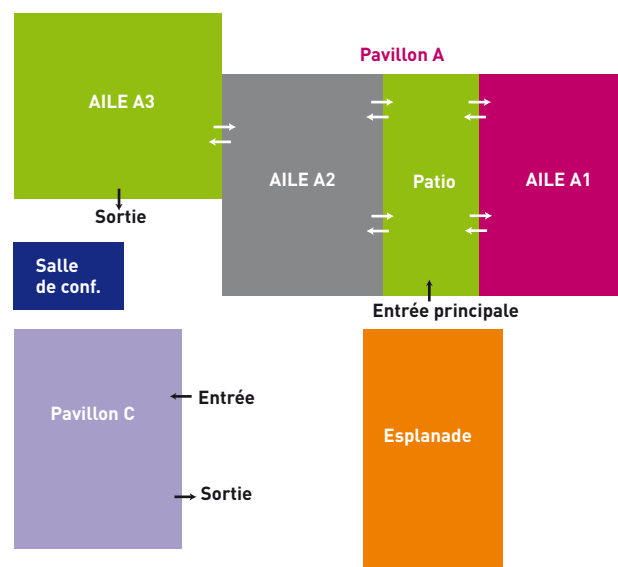 Pavillon A
AILE A3
AILE A2
Patio
AILE A1
Sortie
Salle
de conf.
Entrée principale
Entrée
Pavillon C
Esplanade
Sortie